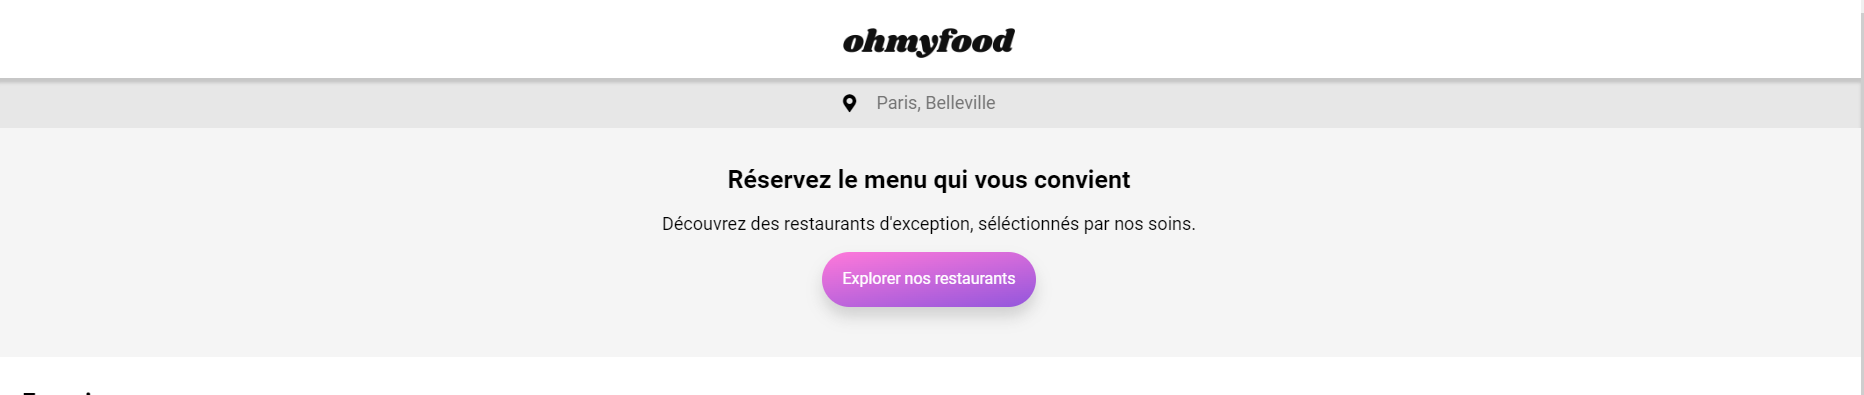 ohmyfood
Paris, Belleville
Réservez le menu qui vous convient
Découvrez des restaurants d'exception, séléctionnés par nos soins.
Explorer nos restaurants